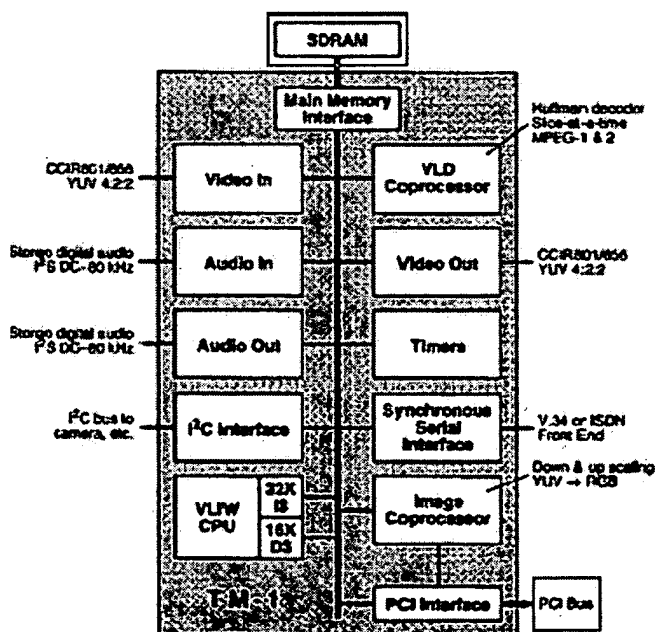 SDRAM
Main Memory
Interface
Huffman decoder
Slice-at-a-time
MPEG-1 & 2
CCIR601/656
YUV 4:2:2
Video In
VLD
Coprocessor
Stereo digital audio
I²S DC-80 kHz
Audio In
Video Out
CCIR601/656
YUV 4:2:2
Stereo digital audio
I²S DC-80 kHz
Audio Out
Timers
I²C bus to
camera, etc.
I²C Interface
Synchronous
Serial
Interface
V.34 or ISDN
Front End
Down & up scaling
YUV → RGB
VLIW
CPU
32K
I$
16K
D$
Image
Coprocessor
TM-1
PCI Interface
PCI Bus